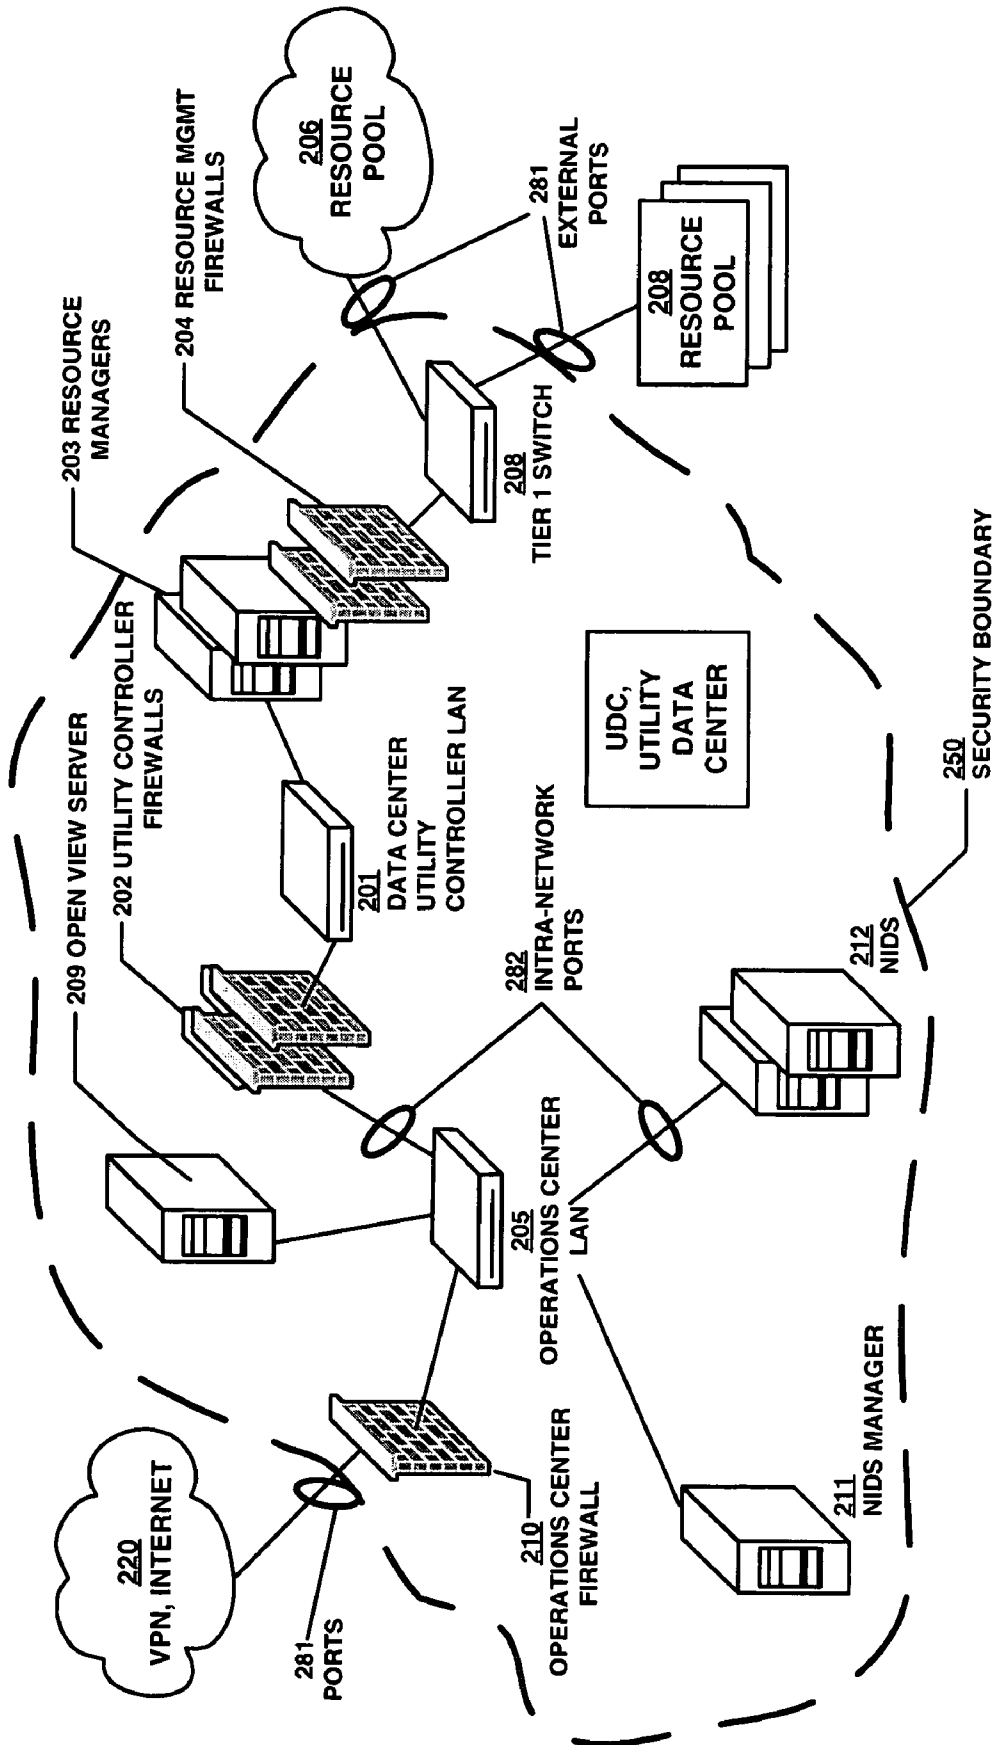 220
VPN, INTERNET
281
PORTS
210
OPERATIONS CENTER
FIREWALL
209 OPEN VIEW SERVER
202 UTILITY CONTROLLER
FIREWALLS
203 RESOURCE
MANAGERS
204 RESOURCE MGMT
FIREWALLS
206
RESOURCE
POOL
281
EXTERNAL
PORTS
208
RESOURCE
POOL
208
TIER 1 SWITCH
201
DATA CENTER
UTILITY
CONTROLLER LAN
282
INTRA-NETWORK
PORTS
205
OPERATIONS CENTER
LAN
UDC,
UTILITY
DATA
CENTER
211
NIDS MANAGER
212
NIDS
250
SECURITY BOUNDARY